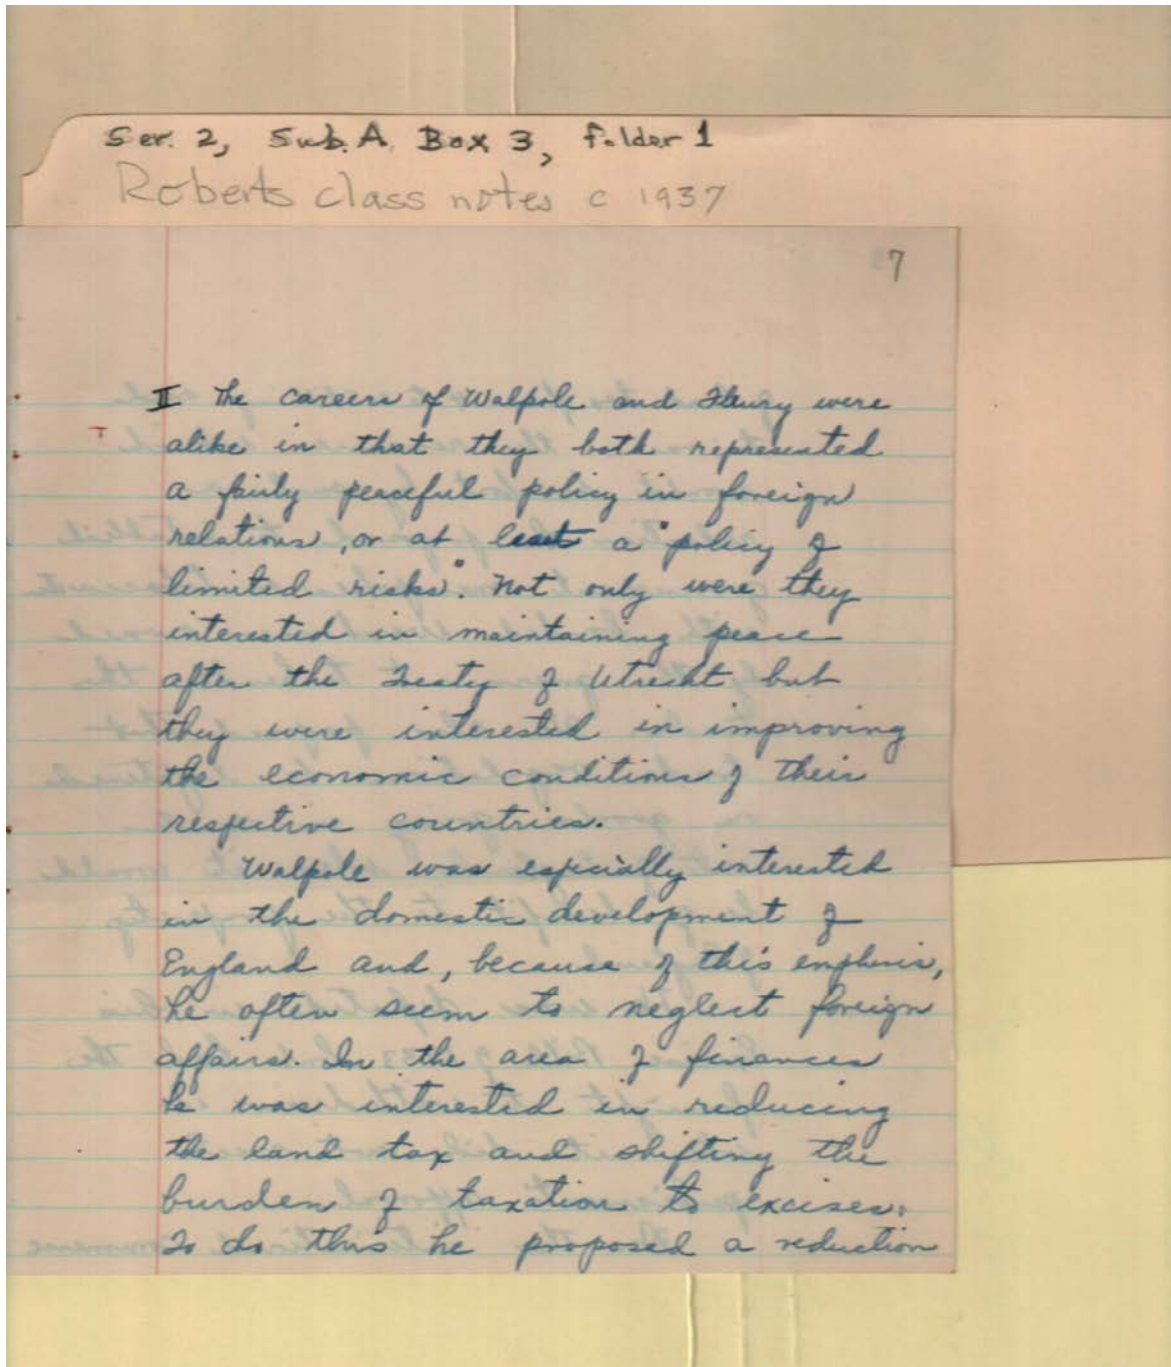 Ser. 2, Sub. A. Box 3, folder 1
Roberts class notes c 1937
7
II The careers of Walpole and Fleury were
alike in that they both represented
a fairly peaceful policy in foreign
relations, or at least a "policy of
limited risks". Not only were they
interested in maintaining peace
after the Treaty of Utrecht but
they were interested in improving
the economic conditions of their
respective countries.
Walpole was especially interested
in the domestic development of
England and, because of this emphasis,
he often seem to neglect foreign
affairs. In the area of finances
he was interested in reducing
the land tax and shifting the
burden of taxation to excises.
To do this he proposed a reduction